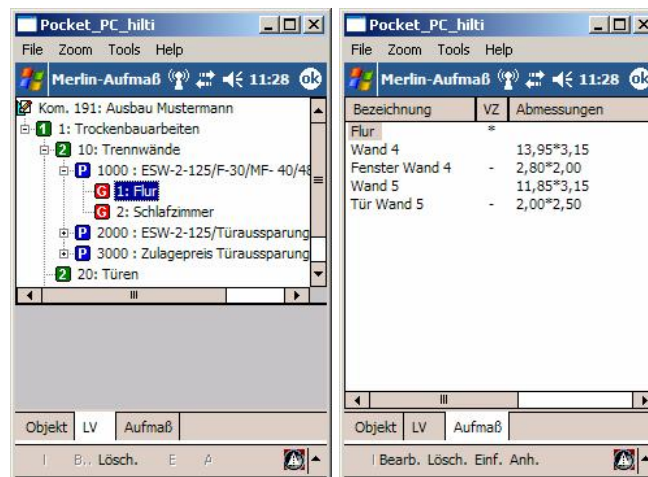 Pocket_PC_hilti
File Zoom Tools Help
Merlin-Aufmaß 11:28 ok
Kom. 191: Ausbau Mustermann
1 1: Trockenbauarbeiten
2 10: Trennwände
P 1000 : ESW-2-125/F-30/MF- 40/48
G 1: Flur
G 2: Schlafzimmer
P 2000 : ESW-2-125/Türaussparung
P 3000 : Zulagepreis Türaussparung
2 20: Türen
Objekt LV Aufmaß
I B.. Lösch. E A
Pocket_PC_hilti
File Zoom Tools Help
Merlin-Aufmaß 11:28 ok
Bezeichnung VZ Abmessungen
Flur *
Wand 4 13,95*3,15
Fenster Wand 4 - 2,80*2,00
Wand 5 11,85*3,15
Tür Wand 5 - 2,00*2,50
Objekt LV Aufmaß
I Bearb. Lösch. Einf. Anh.